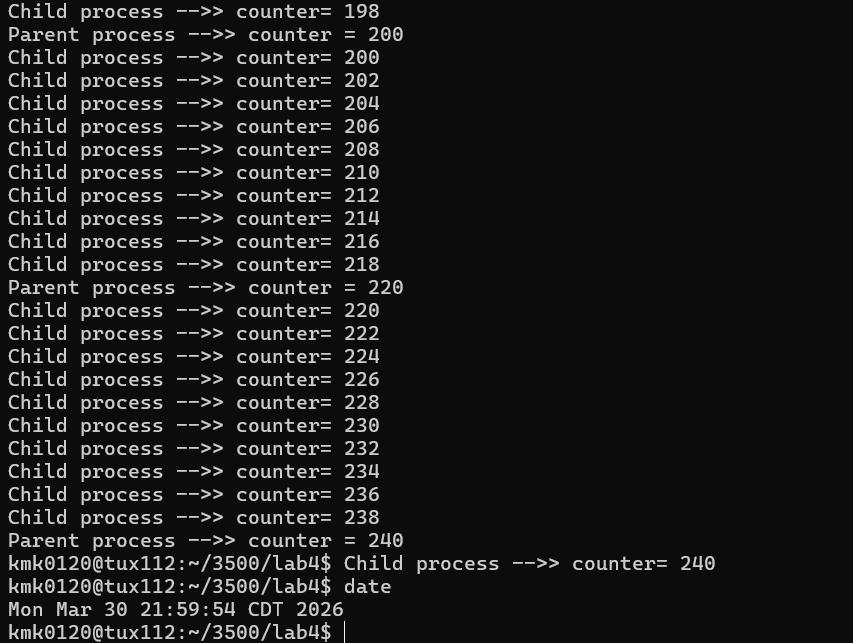 Child process -->> counter= 198
Parent process -->> counter = 200
Child process -->> counter= 200
Child process -->> counter= 202
Child process -->> counter= 204
Child process -->> counter= 206
Child process -->> counter= 208
Child process -->> counter= 210
Child process -->> counter= 212
Child process -->> counter= 214
Child process -->> counter= 216
Child process -->> counter= 218
Parent process -->> counter = 220
Child process -->> counter= 220
Child process -->> counter= 222
Child process -->> counter= 224
Child process -->> counter= 226
Child process -->> counter= 228
Child process -->> counter= 230
Child process -->> counter= 232
Child process -->> counter= 234
Child process -->> counter= 236
Child process -->> counter= 238
Parent process -->> counter = 240
kmk0120@tux112:~/3500/lab4$ Child process -->> counter= 240
kmk0120@tux112:~/3500/lab4$ date
Mon Mar 30 21:59:54 CDT 2026
kmk0120@tux112:~/3500/lab4$